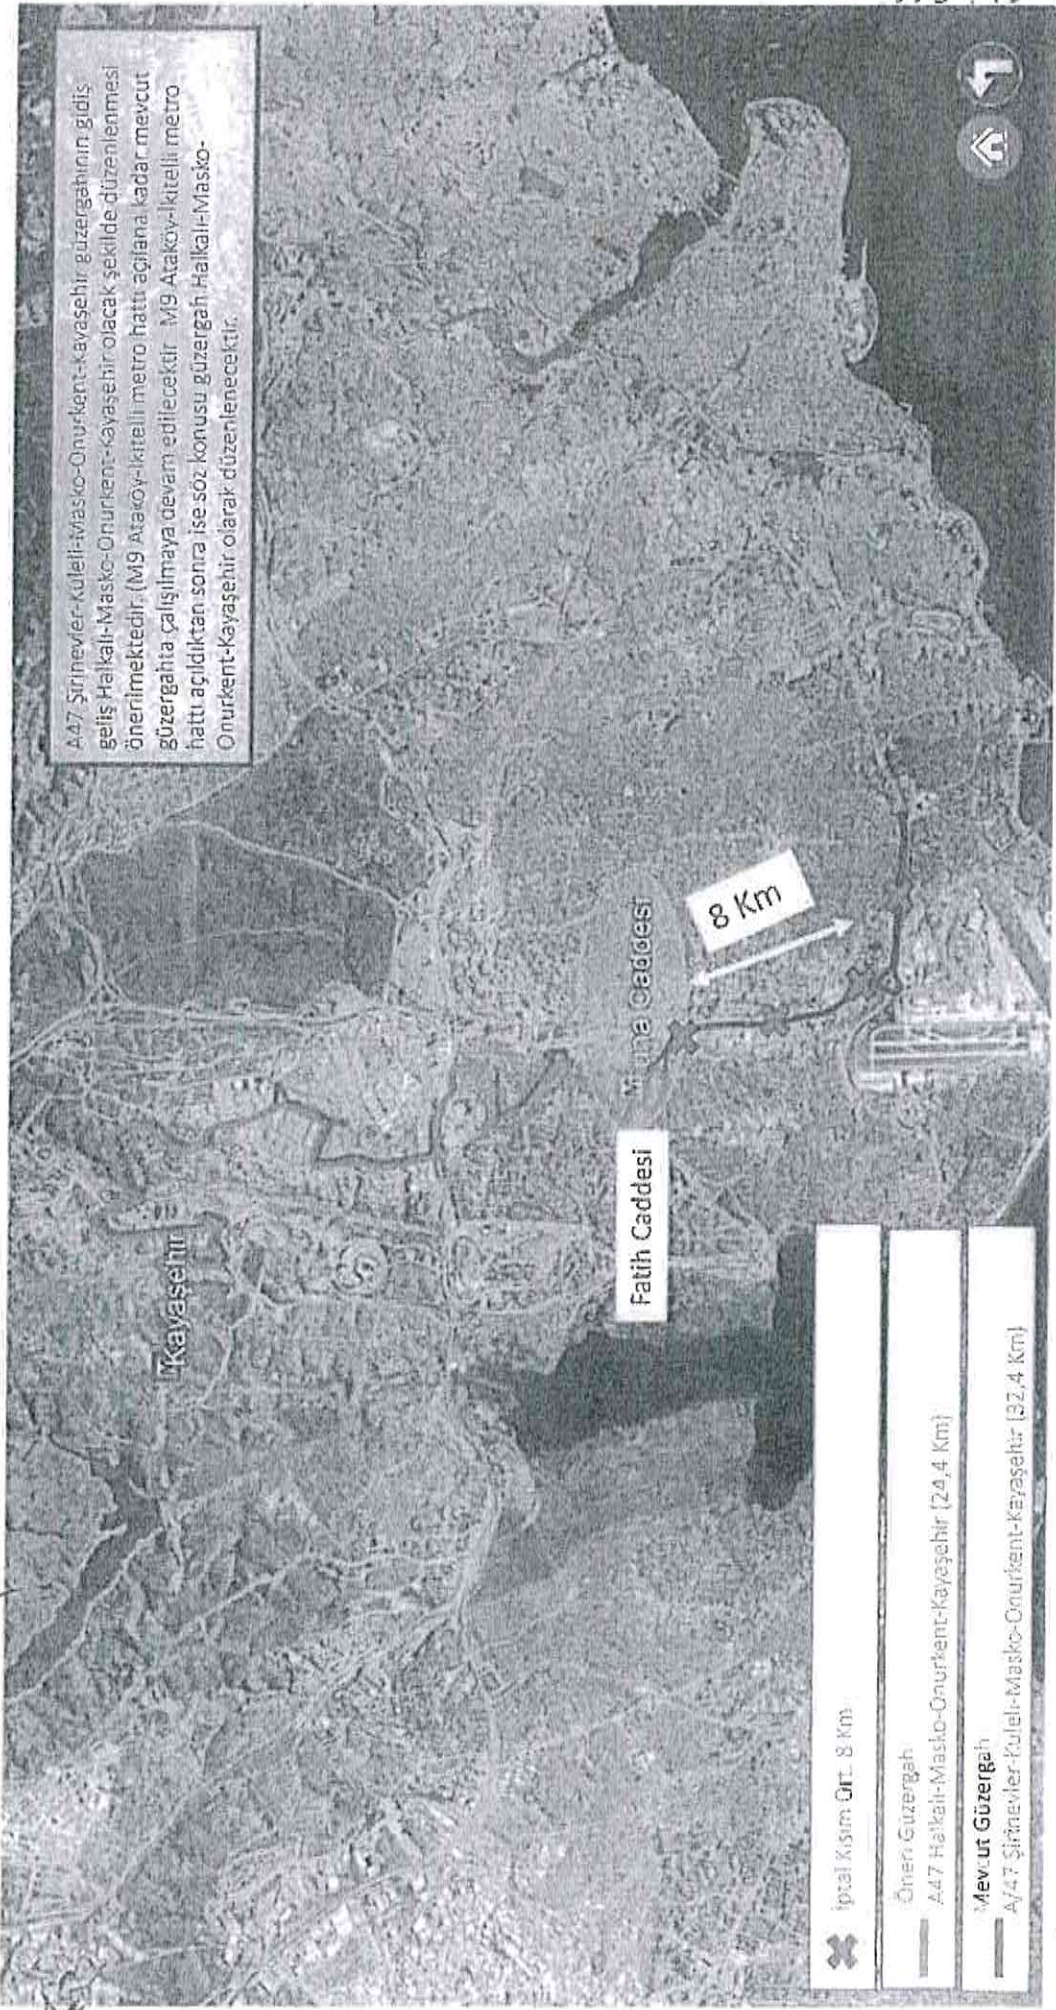 A47 Şirinevler-Kuleli-Masko-Onurkent-Kayaşehir güzergahının gidiş
geliş Halkalı-Masko-Onurkent-Kayaşehir olacak şekilde düzenlenmesi
önerilmektedir. (M9 Ataköy-İkitelli metro hattı açılana kadar mevcut
güzergahta çalışılmaya devam edilecektir M9 Ataköy-İkitelli metro
hattı açıldıktan sonra ise söz konusu güzergah Halkalı-Masko-
Onurkent-Kayaşehir olarak düzenlenecektir.
Kayaşehir
Caddesi
8 Km
Fatih Caddesi
İptal Kısım Ort. 8 Km
Öneri Güzergah
A47 Halkalı-Masko-Onurkent-Kayaşehir (24,4 Km)
Mevcut Güzergah
A/47 Şirinevler-Kuleli-Masko-Onurkent-Kayaşehir (32,4 Km)